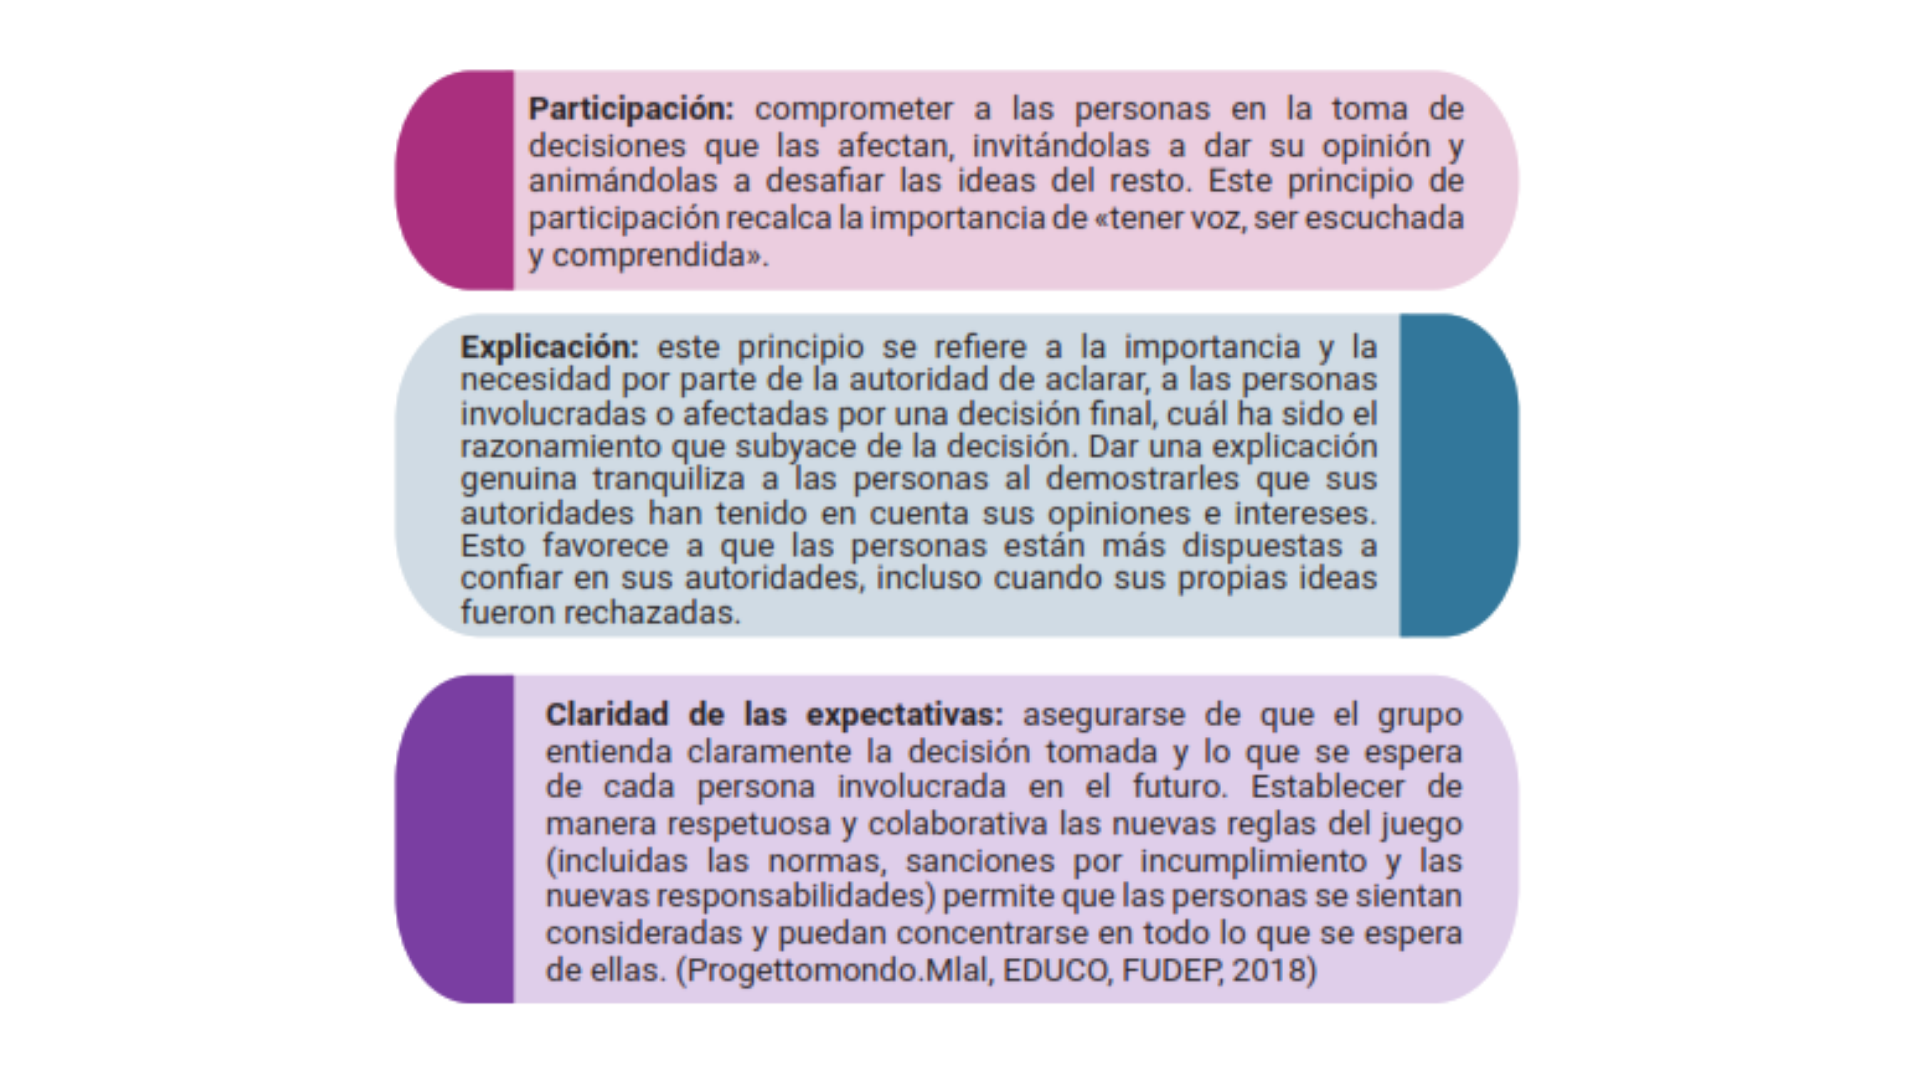 Participación: comprometer a las personas en la toma de
decisiones que las afectan, invitándolas a dar su opinión y
animándolas a desafiar las ideas del resto. Este principio de
participación recalca la importancia de «tener voz, ser escuchada
y comprendida».
Explicación: este principio se refiere a la importancia y la
necesidad por parte de la autoridad de aclarar, a las personas
involucradas o afectadas por una decisión final, cuál ha sido el
razonamiento que subyace de la decisión. Dar una explicación
genuina tranquiliza a las personas al demostrarles que sus
autoridades han tenido en cuenta sus opiniones e intereses.
Esto favorece a que las personas están más dispuestas a
confiar en sus autoridades, incluso cuando sus propias ideas
fueron rechazadas.
Claridad de las expectativas: asegurarse de que el grupo
entienda claramente la decisión tomada y lo que se espera
de cada persona involucrada en el futuro. Establecer de
manera respetuosa y colaborativa las nuevas reglas del juego
(incluidas las normas, sanciones por incumplimiento y las
nuevas responsabilidades) permite que las personas se sientan
consideradas y puedan concentrarse en todo lo que se espera
de ellas. (Progettomondo.Mlal, EDUCO, FUDEP, 2018)